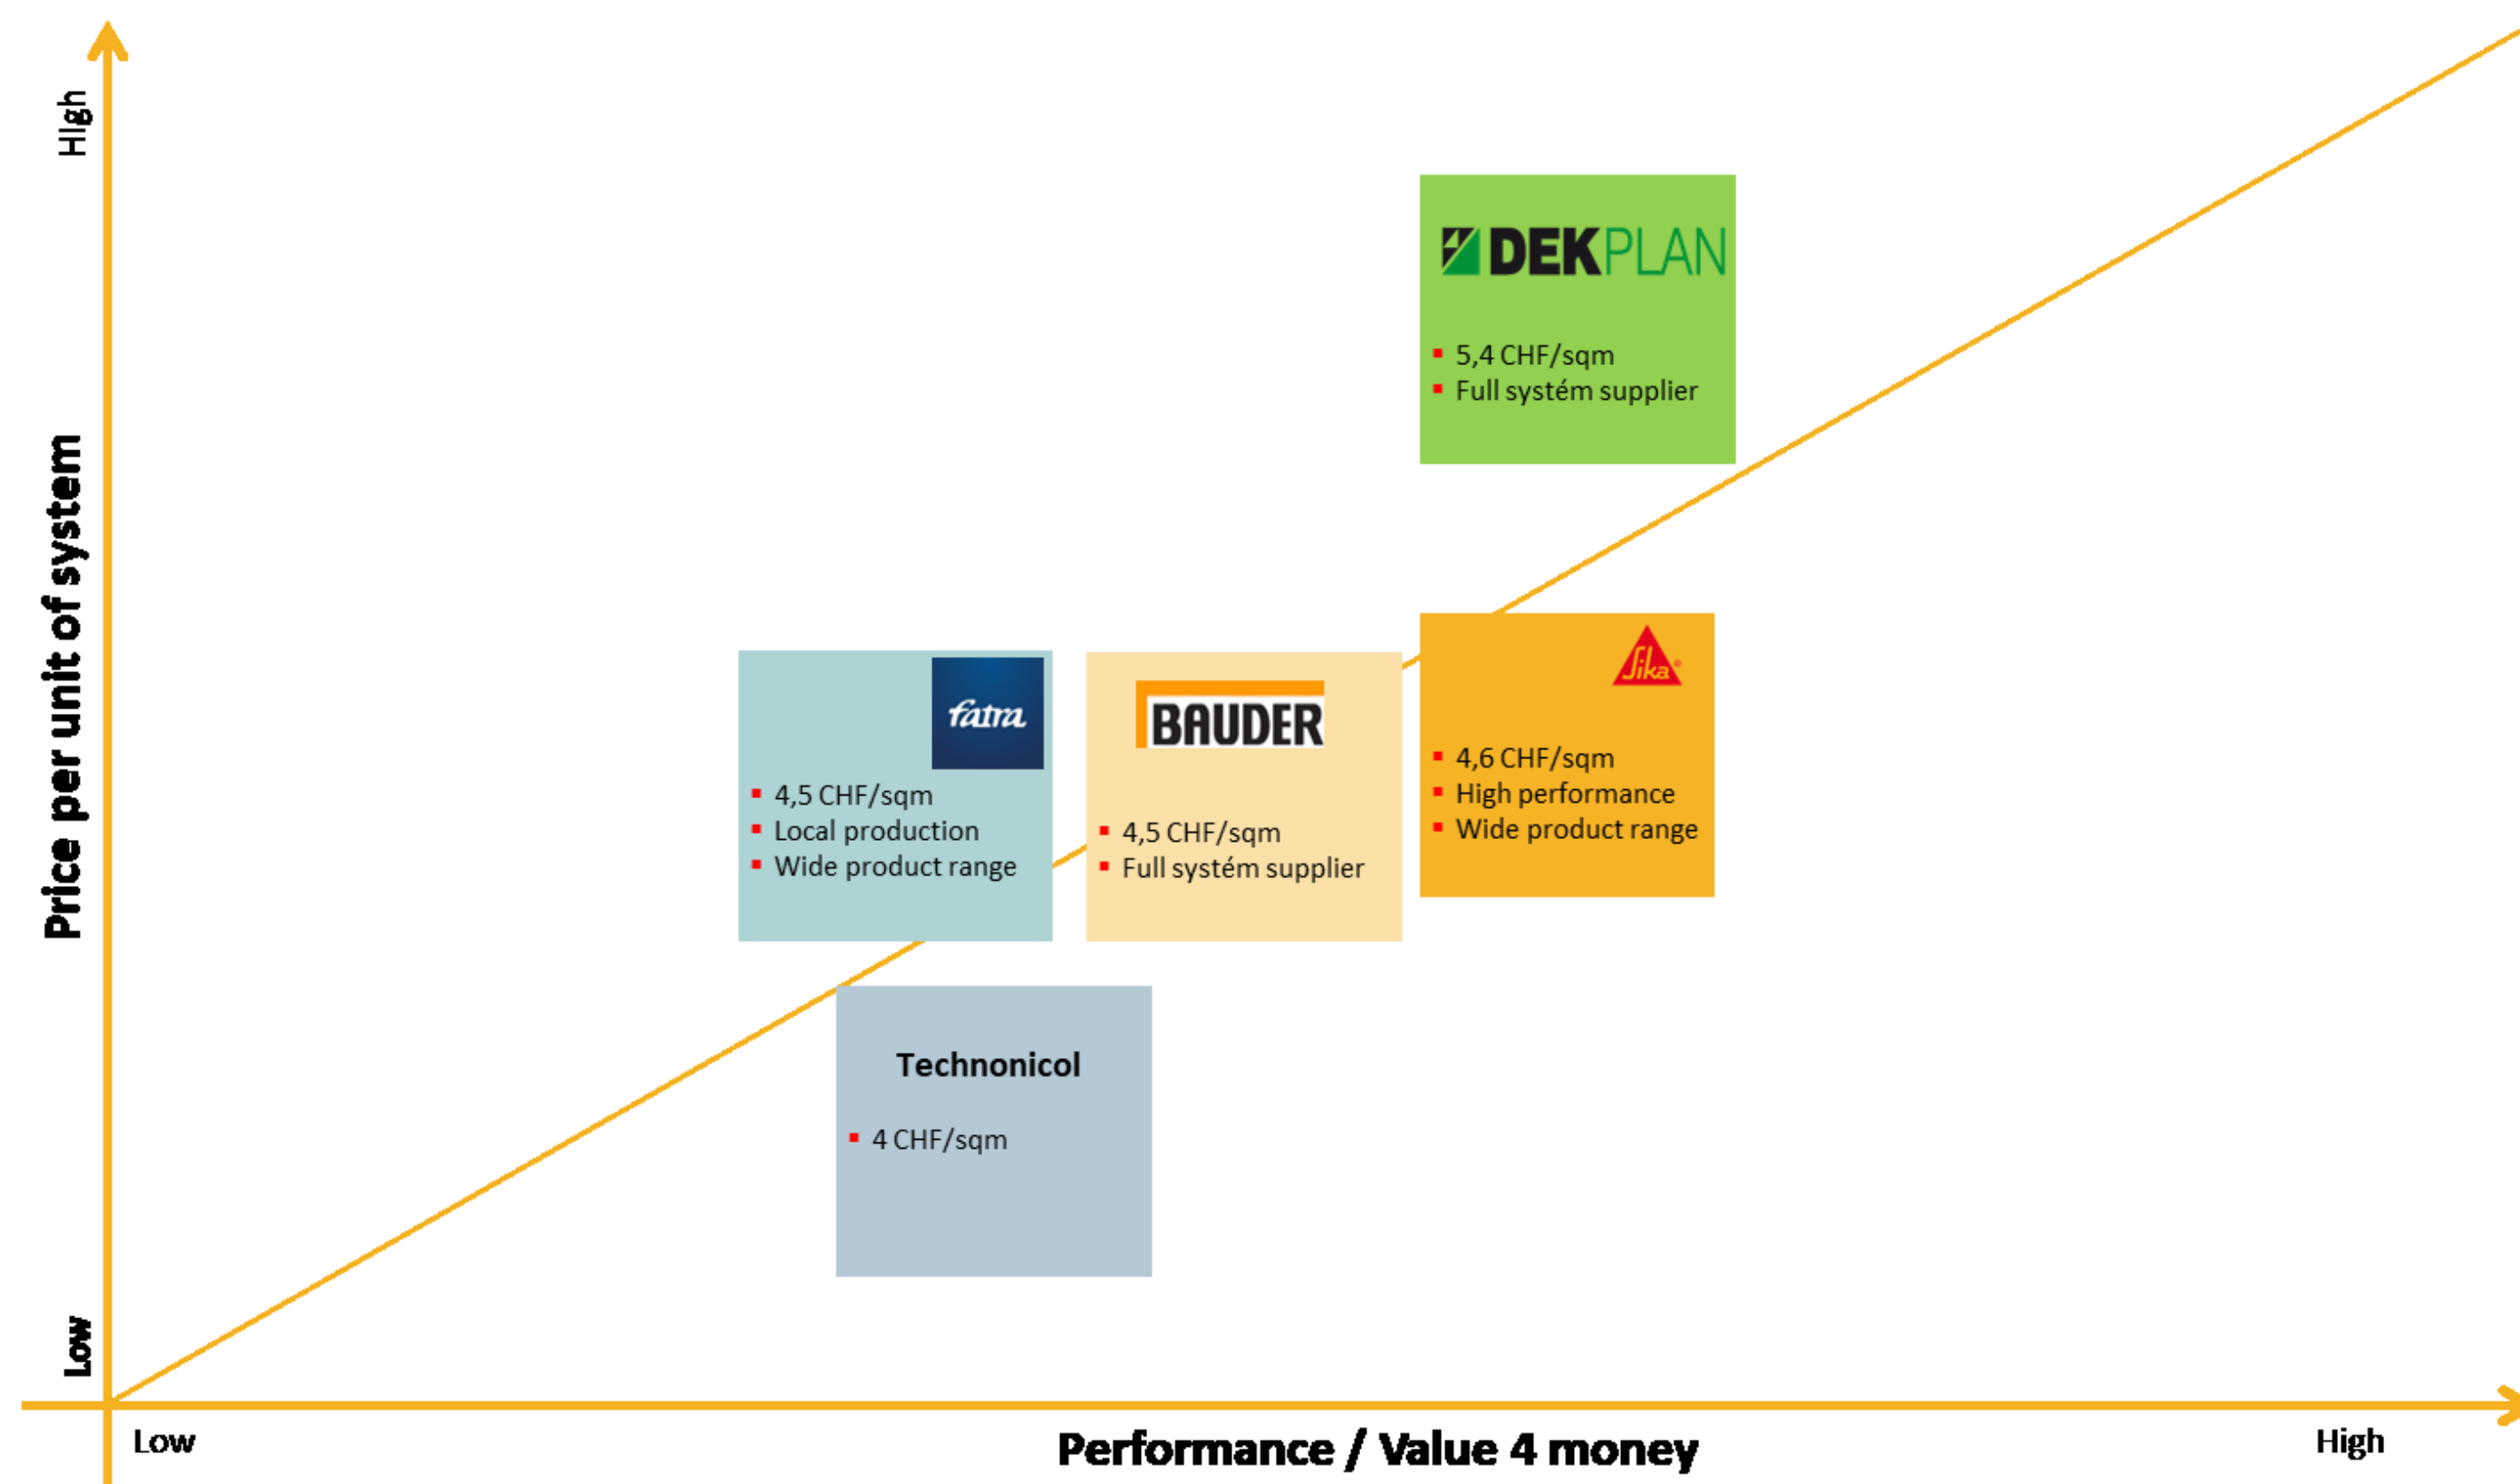 High
Price per unit of system
Low
DEKPLAN
5,4 CHF/sqm
Full systém supplier
fatra
4,5 CHF/sqm
Local production
Wide product range
BAUDER
4,5 CHF/sqm
Full systém supplier
Sika®
4,6 CHF/sqm
High performance
Wide product range
Technonicol
4 CHF/sqm
Low
Performance / Value 4 money
High